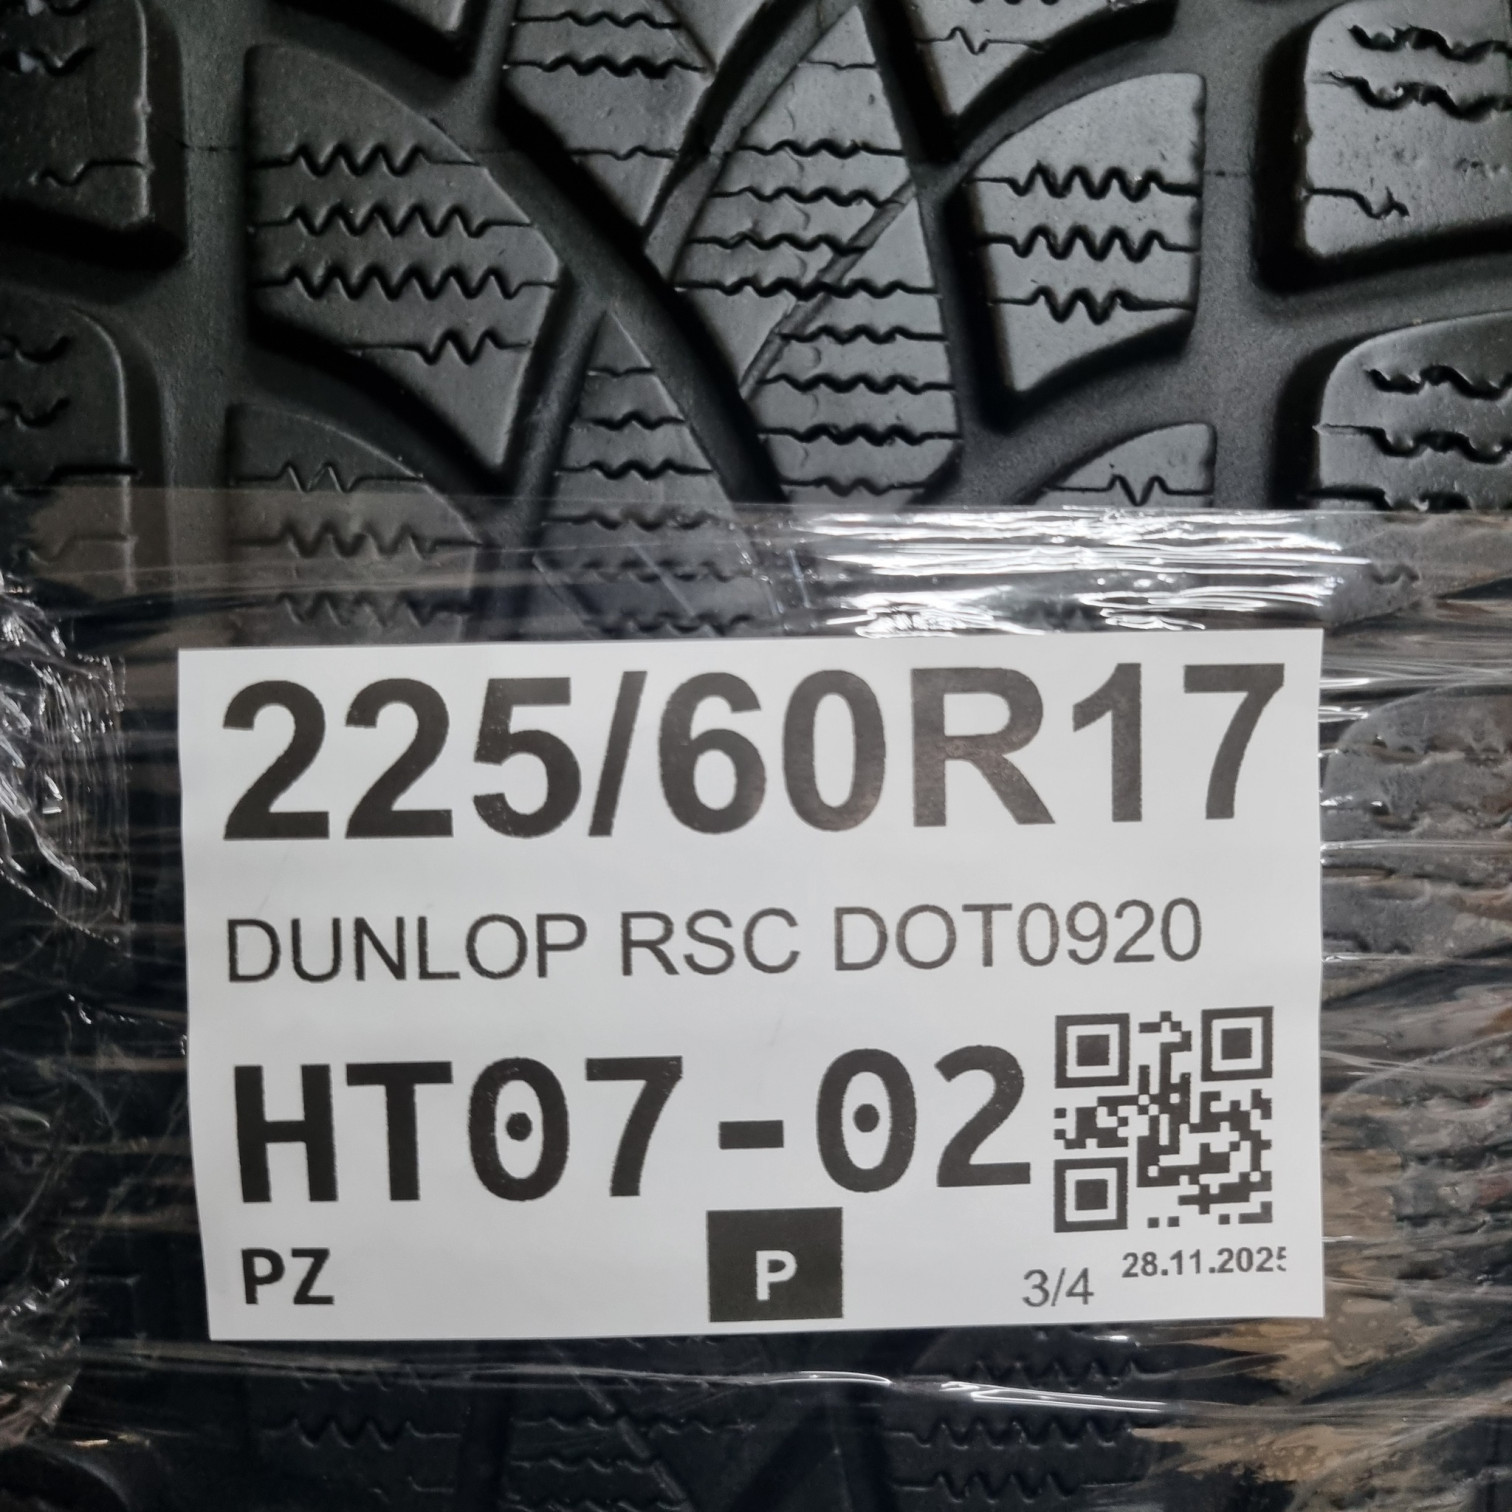 225/60R17
DUNLOP RSC DOT0920
HT07-02
PZ P 3/4 28.11.2025